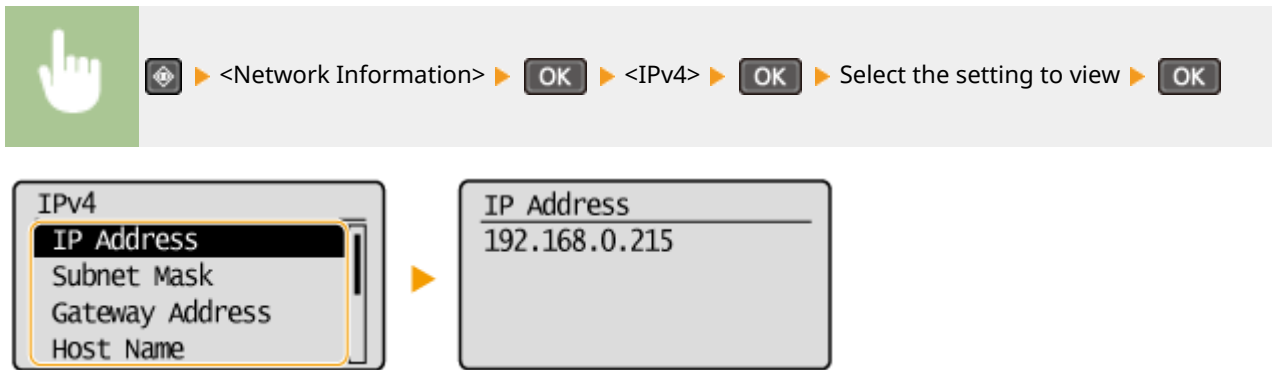 <Network Information> OK <IPv4> OK Select the setting to view OK
IPv4
IP Address
Subnet Mask
Gateway Address
Host Name
IP Address
192.168.0.215